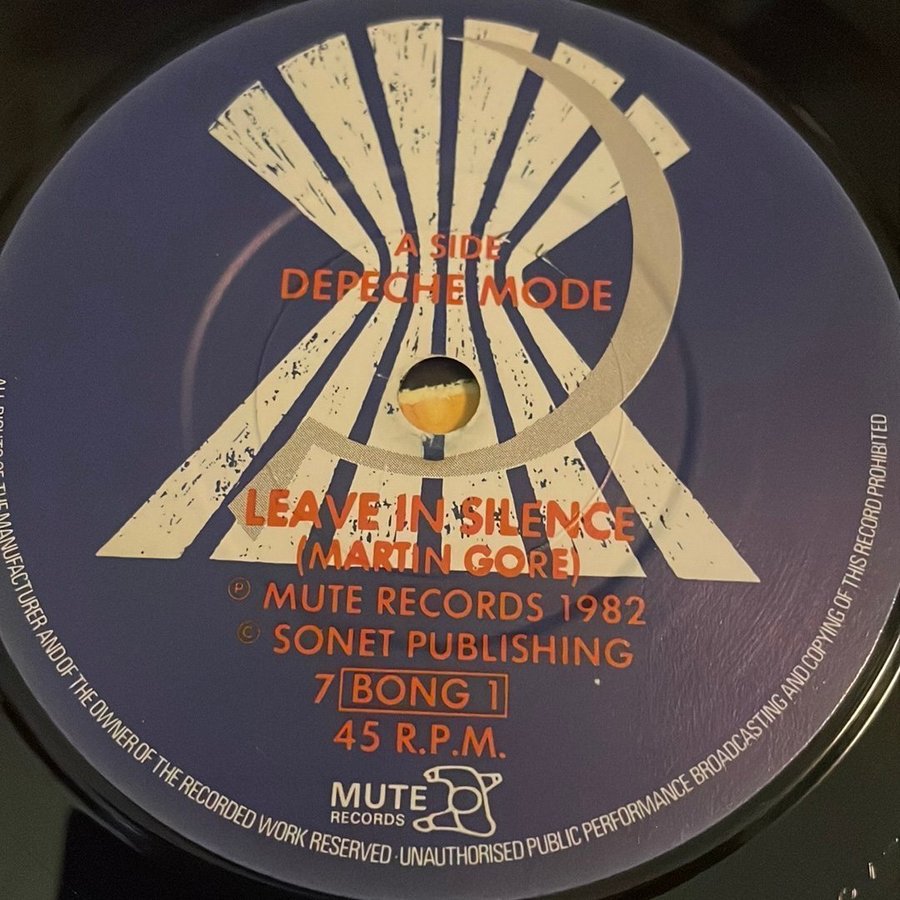 A SIDE
DEPECHE MODE
LEAVE IN SILENCE
(MARTIN GORE)
Ⓟ MUTE RECORDS 1982
© SONET PUBLISHING
7 BONG 1
45 R.P.M.
MUTE
RECORDS
ALL RIGHTS OF THE MANUFACTURER AND OF THE OWNER OF THE RECORDED WORK RESERVED · UNAUTHORISED PUBLIC PERFORMANCE BROADCASTING AND COPYING OF THIS RECORD PROHIBITED